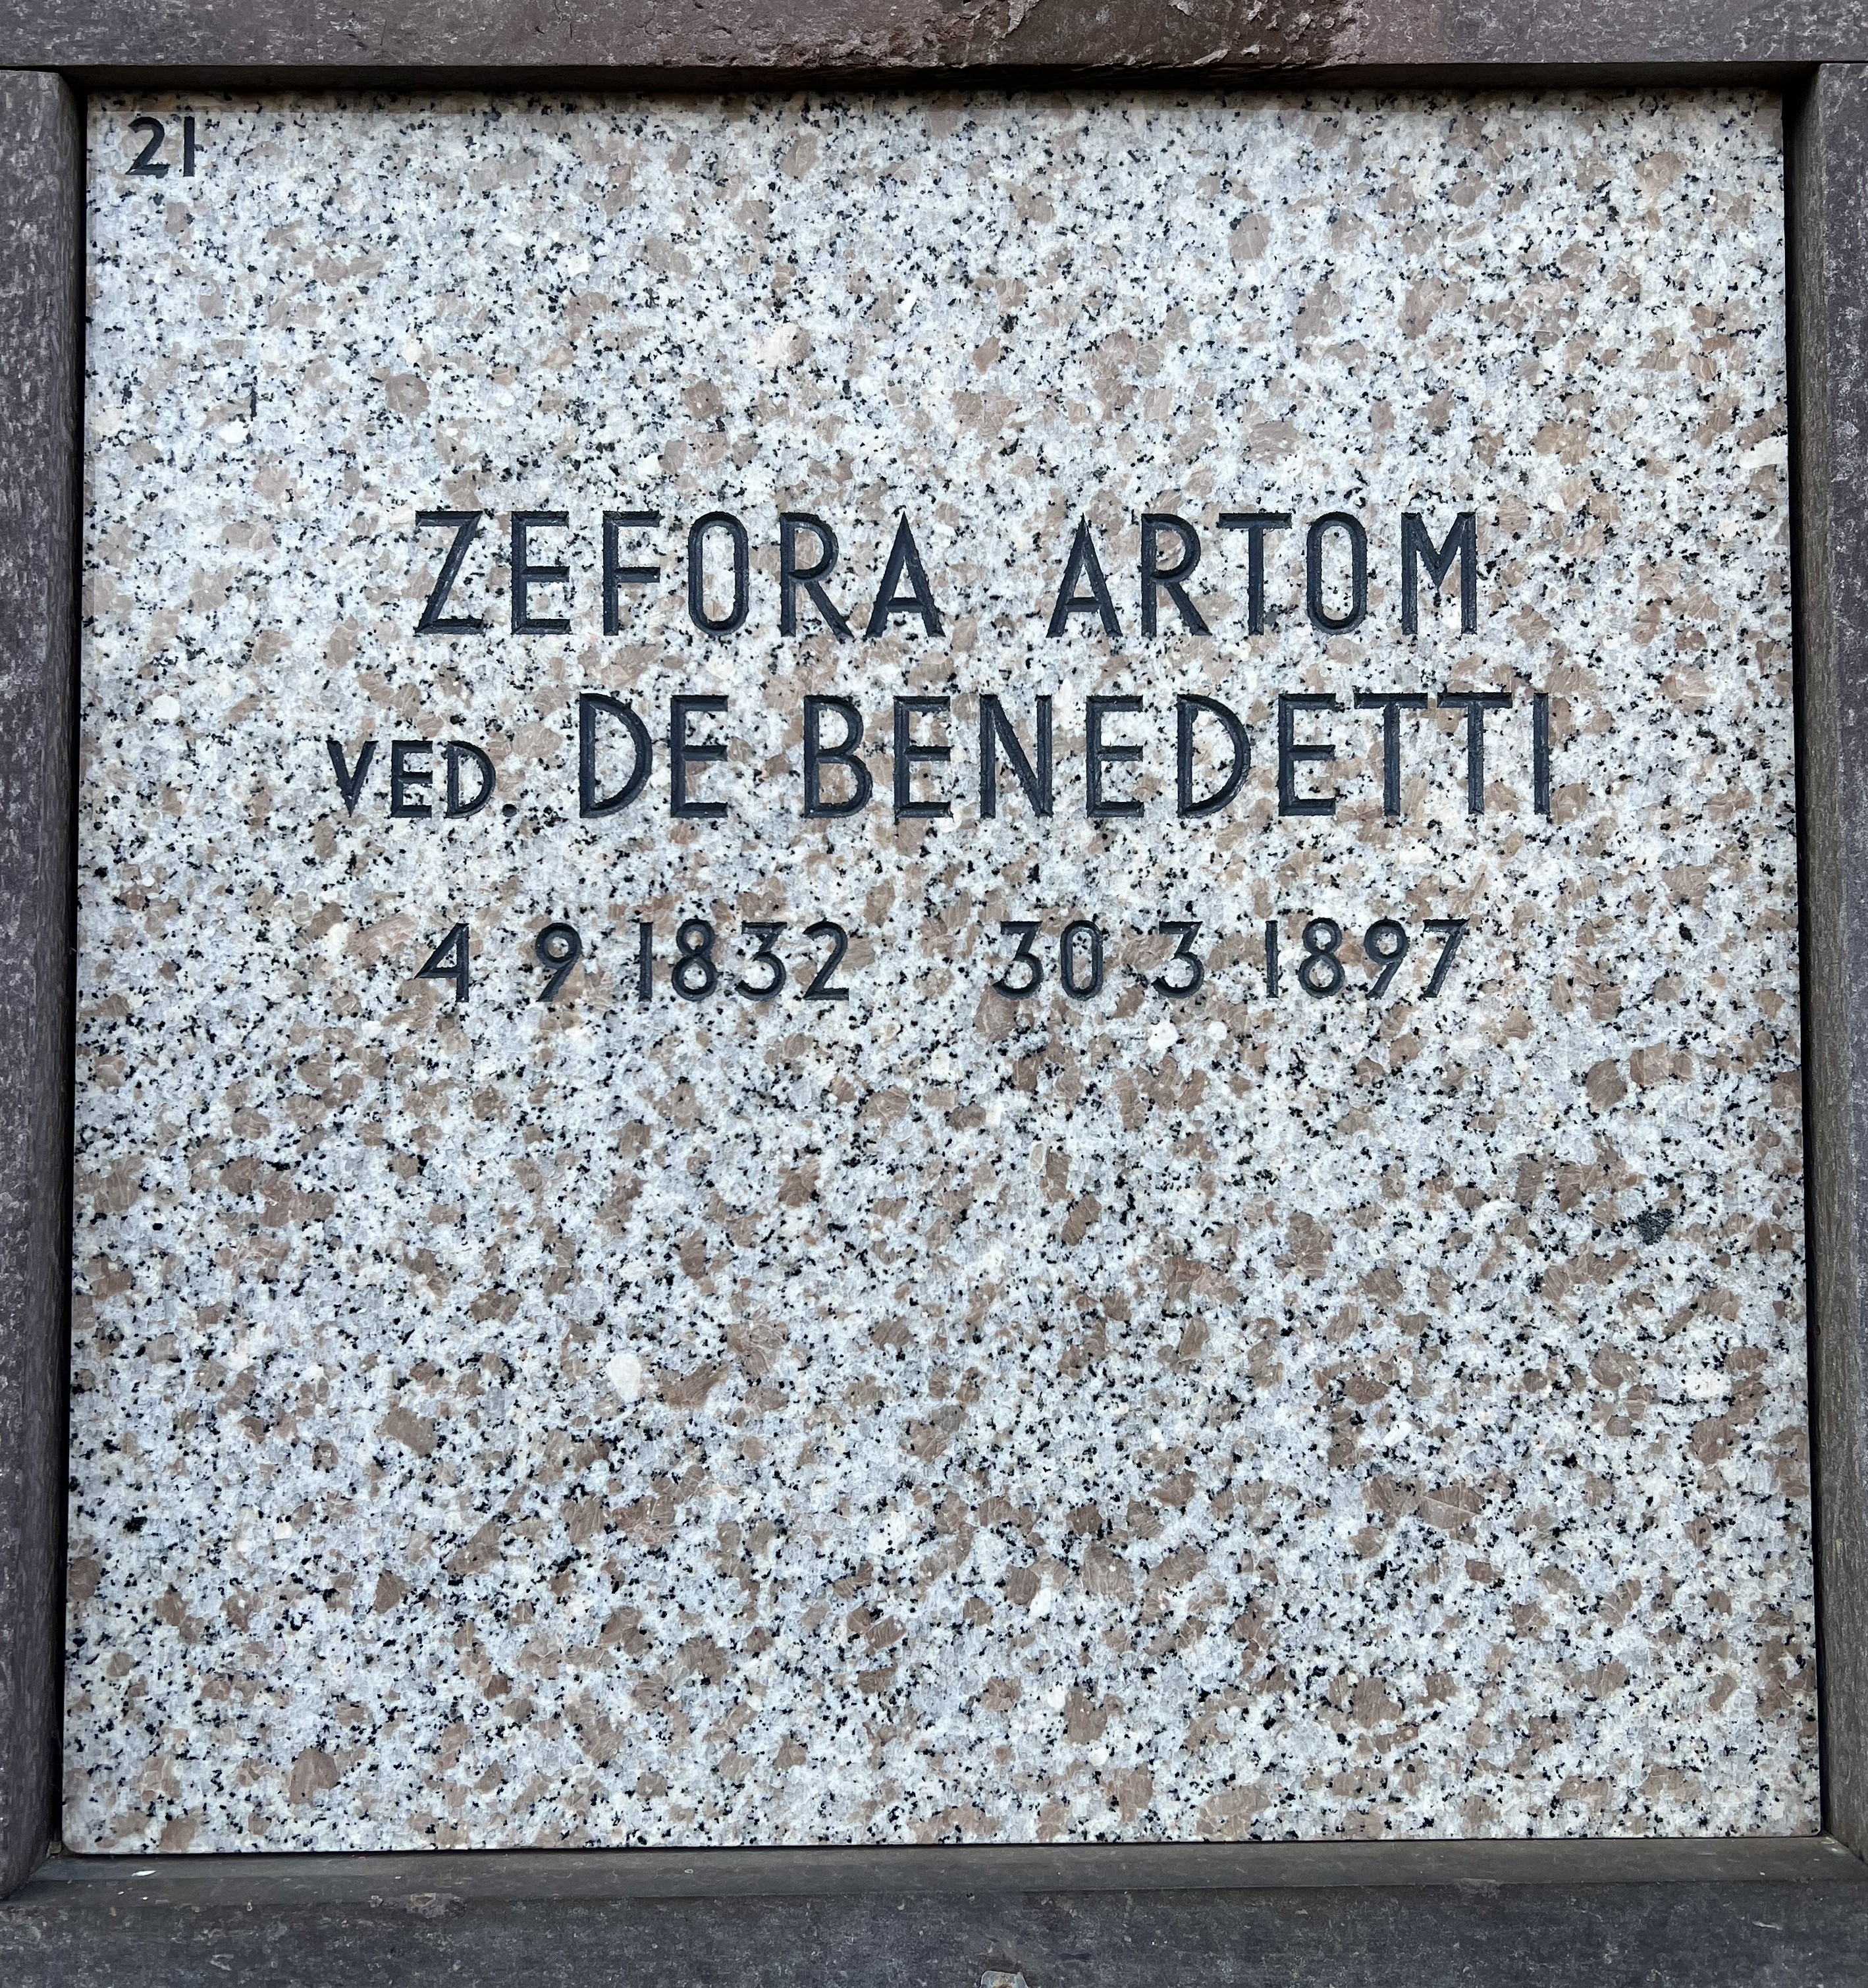 21
ZEFORA ARTOM
VED. DE BENEDETTI
4 9 1832 30 3 1897